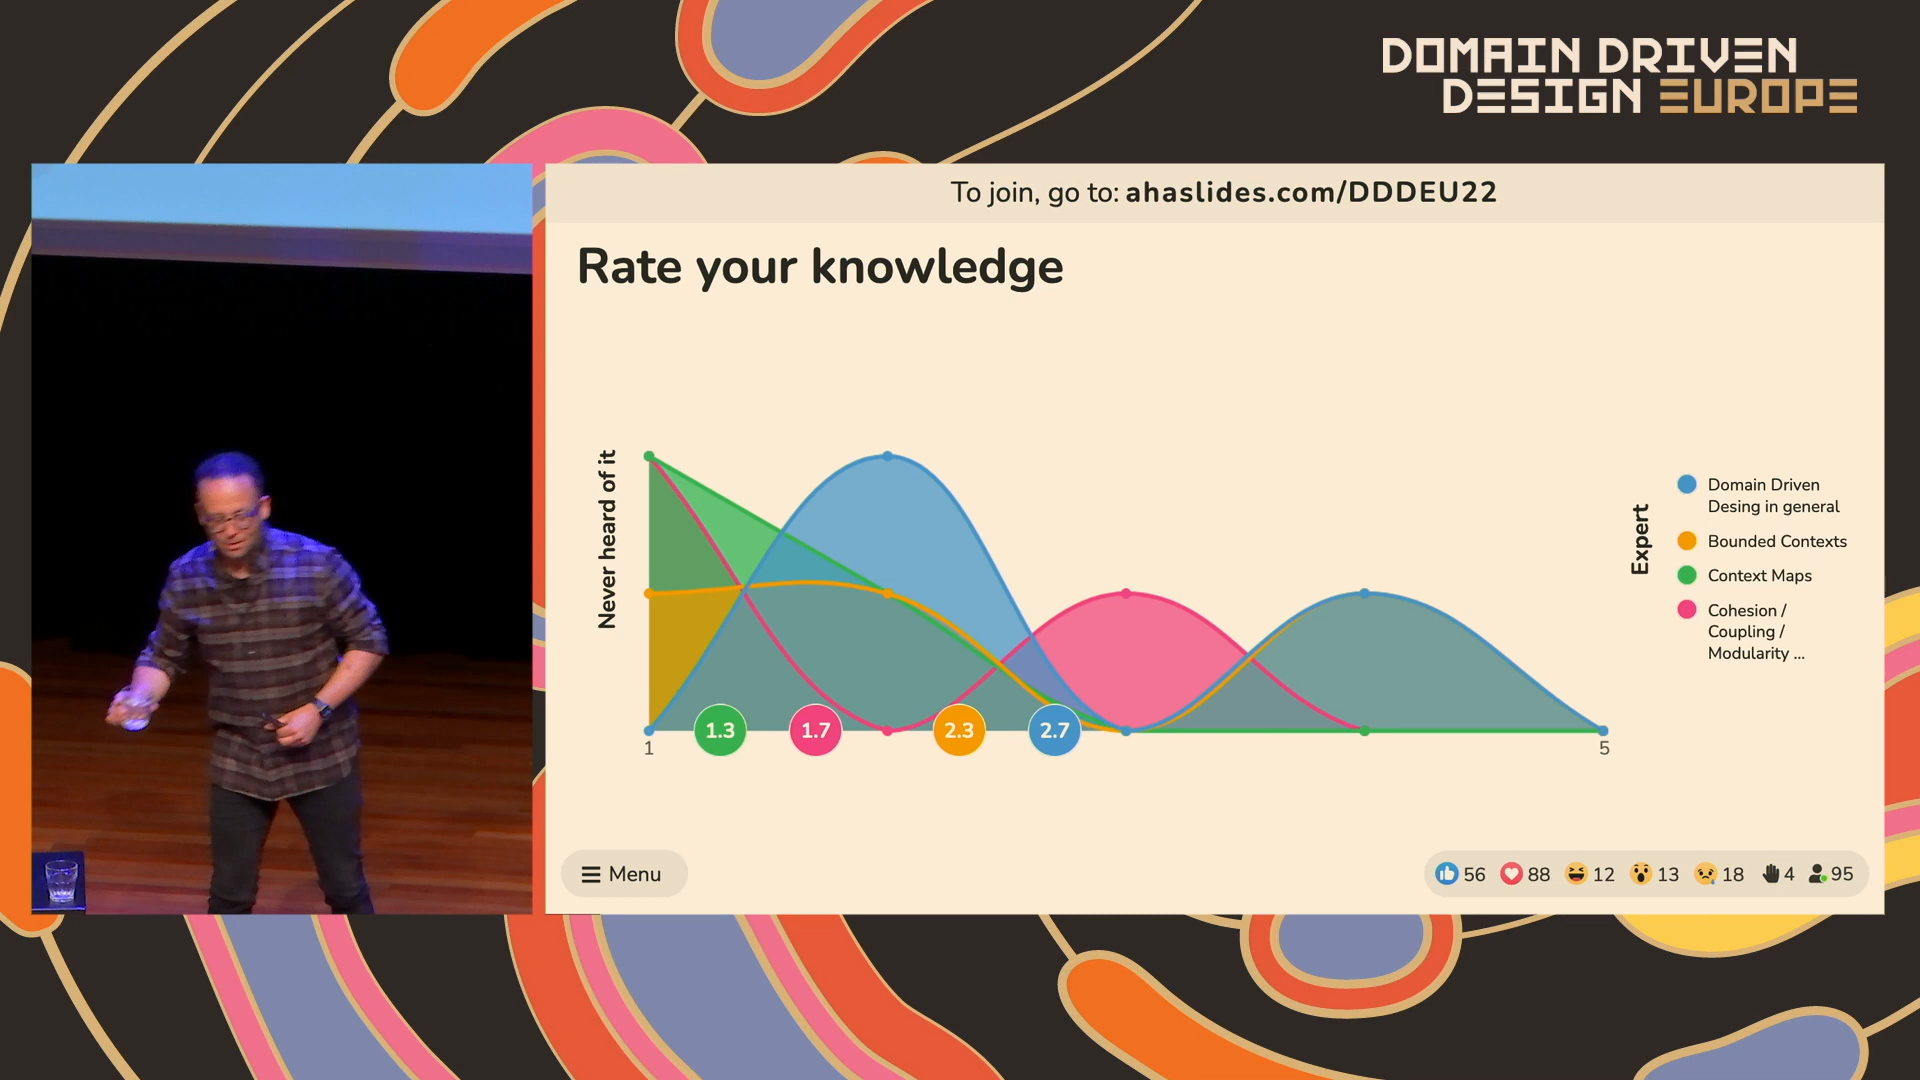 DOMAIN DRIVEN
DESIGN EUROPE
To join, go to: ahaslides.com/DDDEU22
Rate your knowledge
Never heard of it
Expert
Domain Driven
Desing in general
Bounded Contexts
Context Maps
Cohesion /
Coupling /
Modularity ...
1.3 1.7 2.3 2.7
1 5
Menu
56 88 12 13 18 4 95